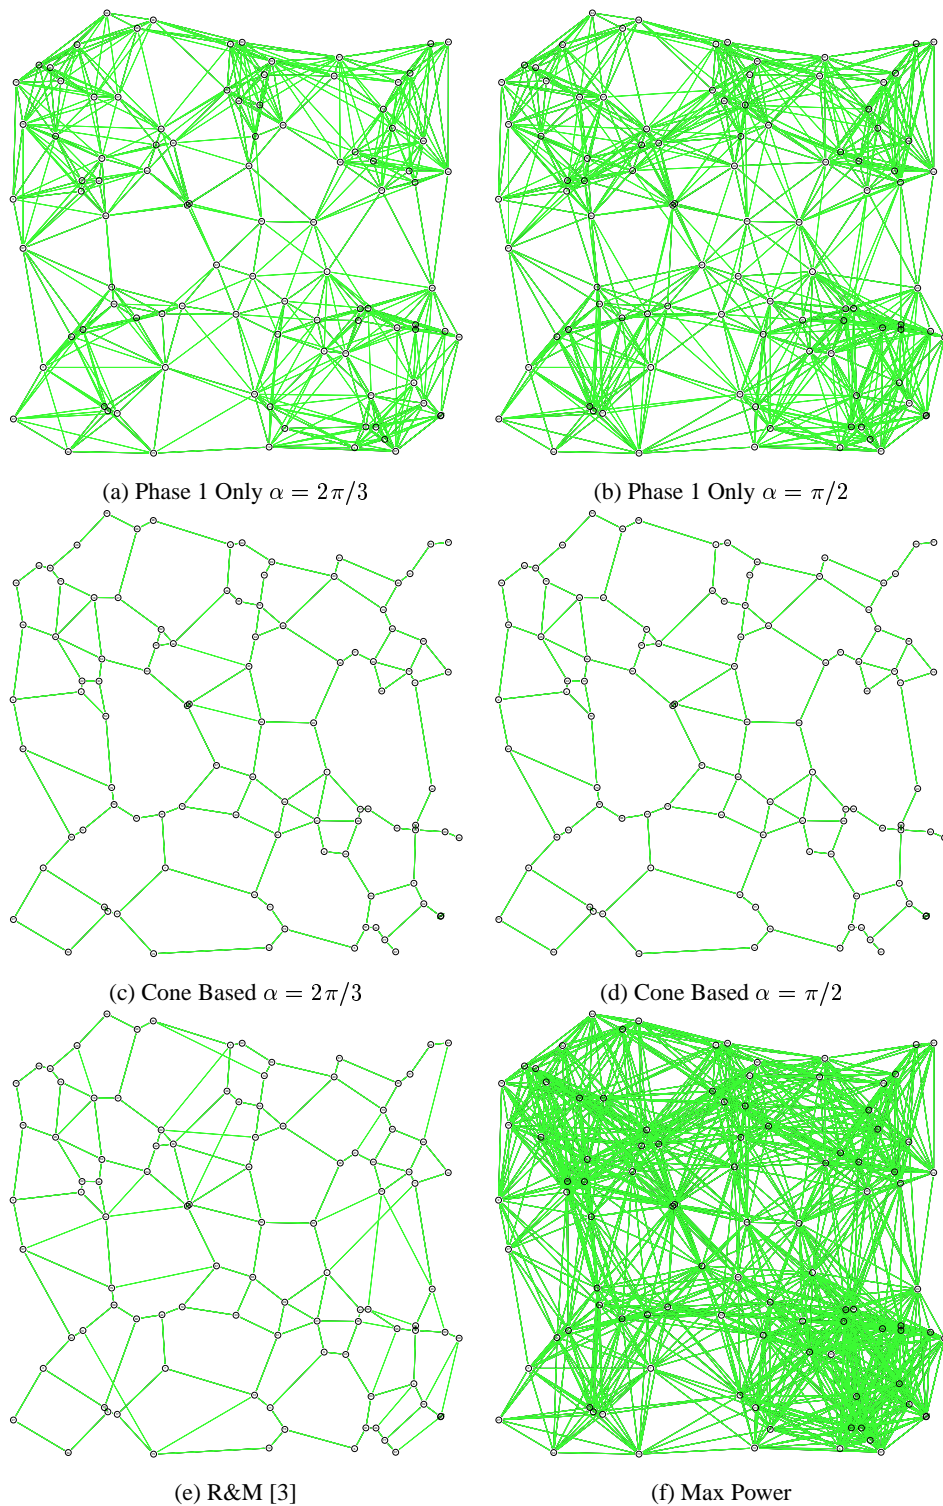 (a) Phase 1 Only α = 2π/3
(b) Phase 1 Only α = π/2
(c) Cone Based α = 2π/3
(d) Cone Based α = π/2
(e) R&M [3]
(f) Max Power